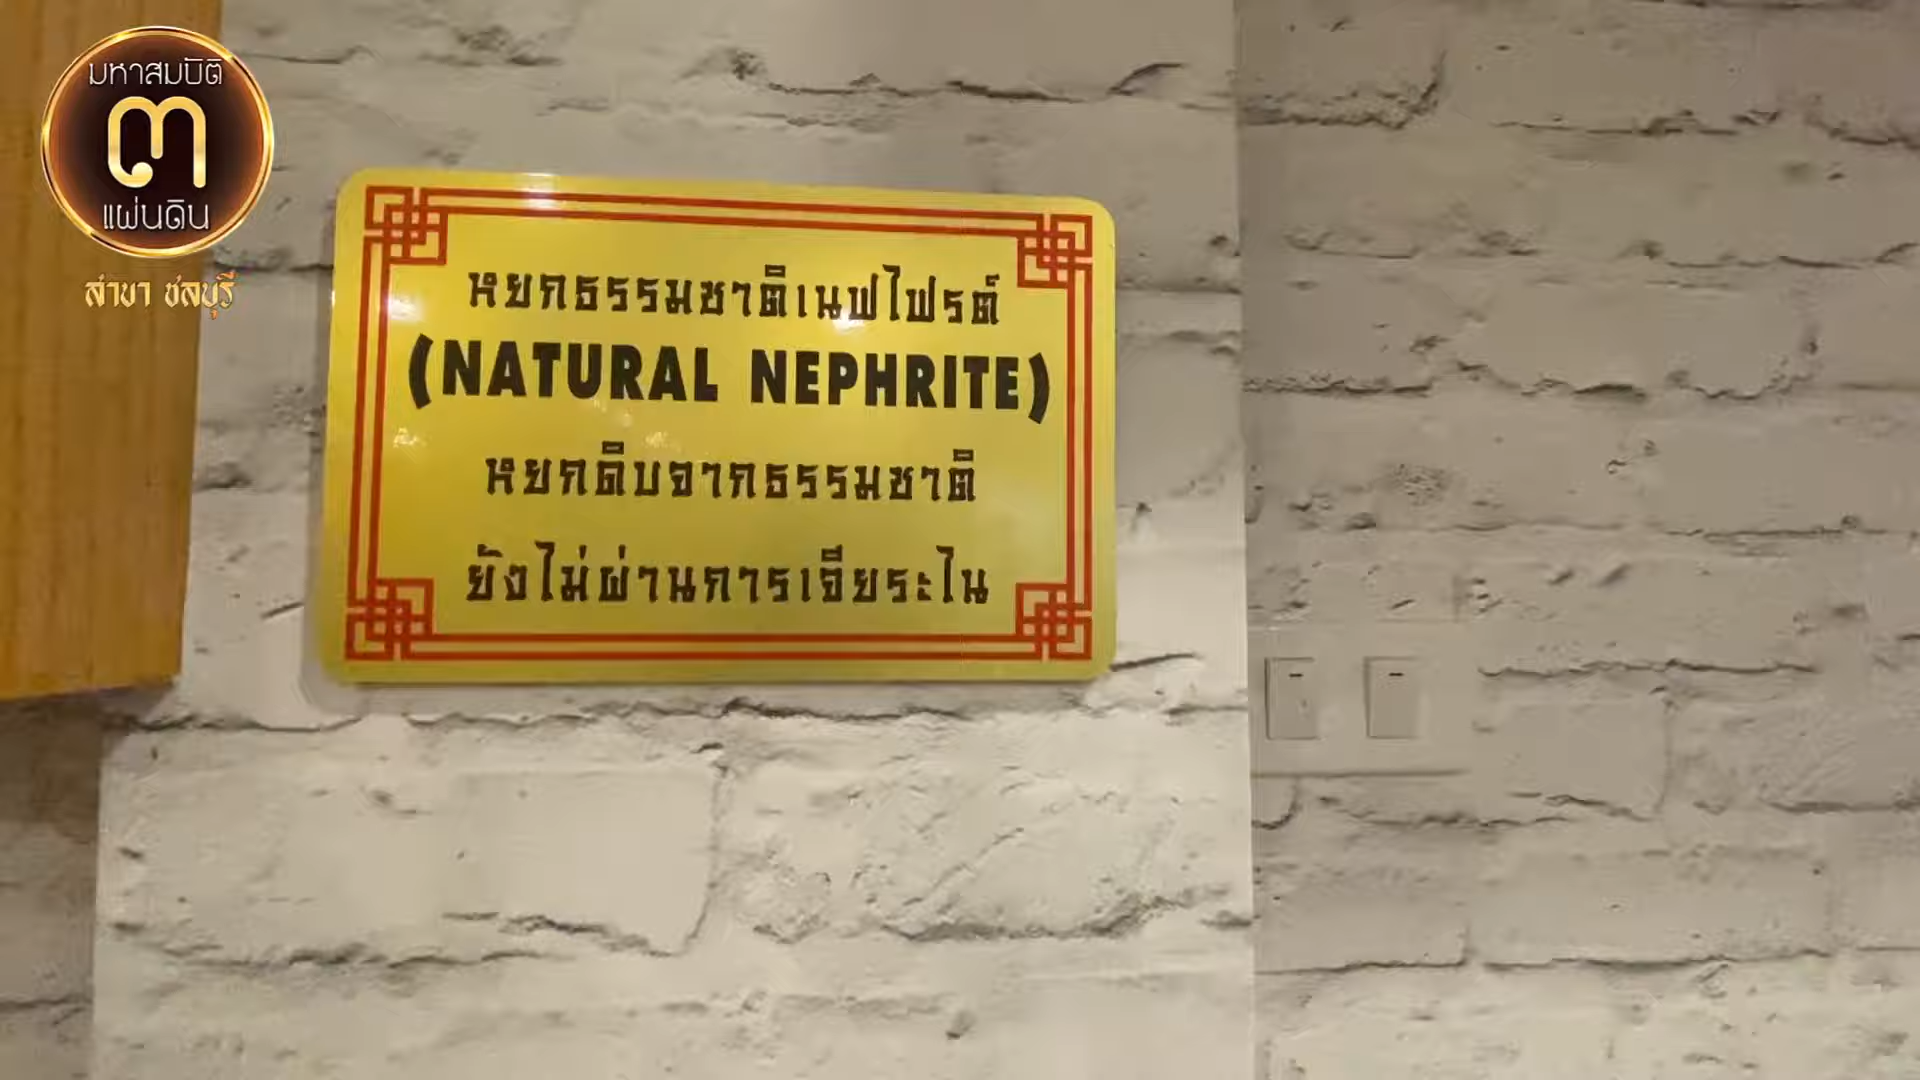 มหาสมบัติ
๓
แผ่นดิน
สาขา ชลบุรี
หยกธรรมชาติเนฟไฟรต์
(NATURAL NEPHRITE)
หยกดิบจากธรรมชาติ
ยังไม่ผ่านการเจียระไน